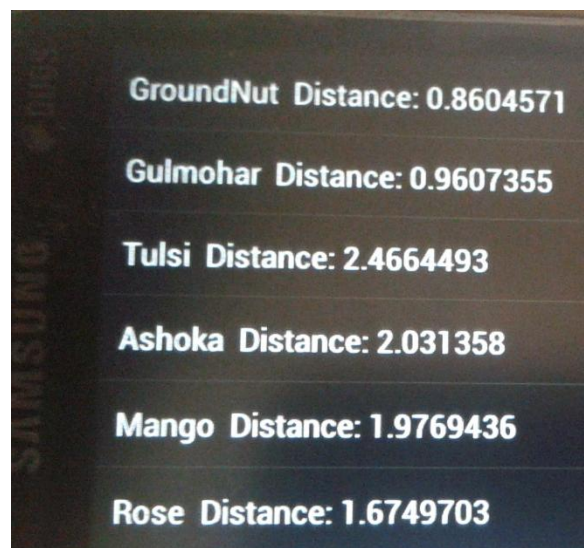 GroundNut Distance: 0.8604571
Gulmohar Distance: 0.9607355
Tulsi Distance: 2.4664493
Ashoka Distance: 2.031358
Mango Distance: 1.9769436
Rose Distance: 1.6749703
SAMSUNG